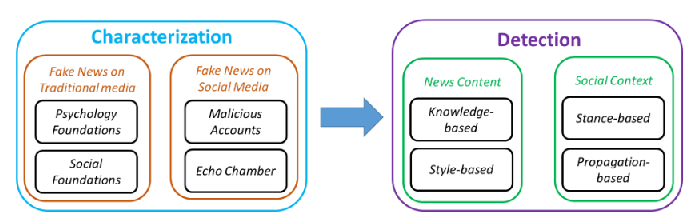 Characterization
Fake News on
Traditional media
Psychology
Foundations
Social
Foundations
Fake News on
Social Media
Malicious
Accounts
Echo Chamber
Detection
News Content
Knowledge-
based
Style-based
Social Context
Stance-based
Propagation-
based